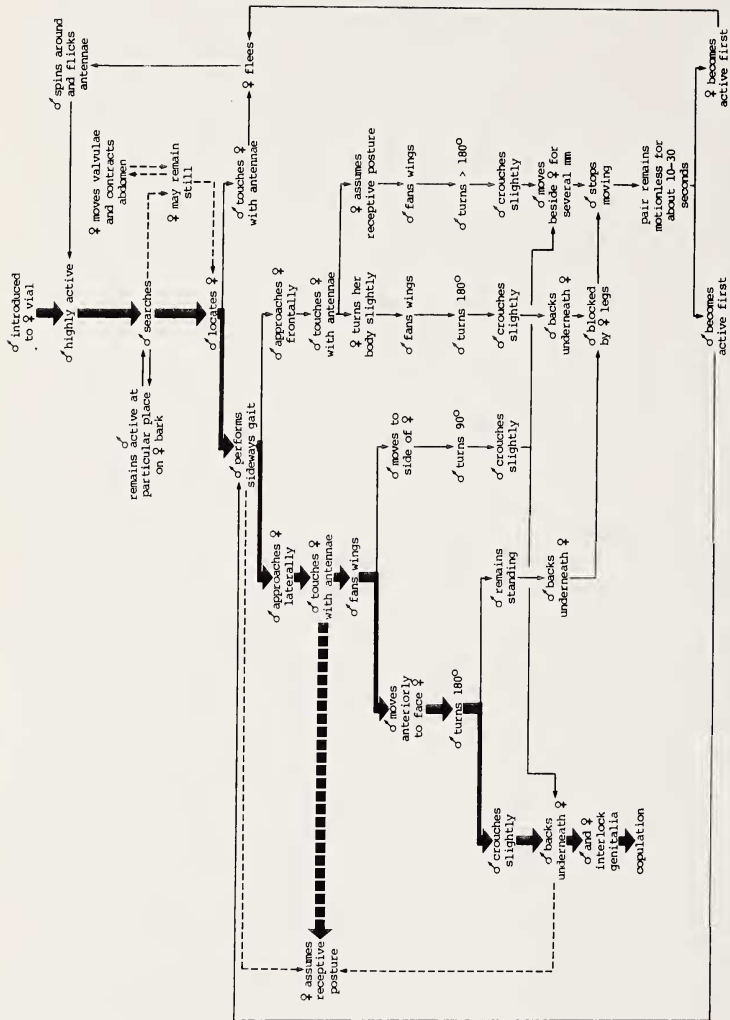 ♂ introduced
to ♀ vial
♂ highly active
♂ spins around
and flicks
antennae
♂
remains active at
particular place
on ♀ bark
♂ searches
♀ moves valvulae
and contracts
abdomen
♀ may remain
still
♂ locates ♀
♂ performs
sideways gait
♂ touches ♀
with antennae
♀ flees
♂ approaches ♀
laterally
♂ touches ♀
with antennae
♂ fans wings
♀ assumes
receptive
posture
♂ moves
anteriorly
to face ♀
♂ turns 180°
♂ crouches
slightly
♂ backs
underneath ♀
♂ and ♀
interlock
genitalia
copulation
♂ remains
standing
♂ backs
underneath ♀
♂ moves to
side of ♀
♂ turns 90°
♂ crouches
slightly
♂ approaches ♀
frontally
♂ touches ♀
with antennae
♀ turns her
body slightly
♂ fans wings
♂ turns 180°
♂ crouches
slightly
♂ backs
underneath ♀
♂ blocked
by ♀ legs
♀ assumes
receptive posture
♂ fans wings
♂ turns > 180°
♂ crouches
slightly
♂ moves
beside ♀ for
several mm
♂ stops
moving
pair remains
motionless for
about 10-30
seconds
♂ becomes
active first
♀ becomes
active first